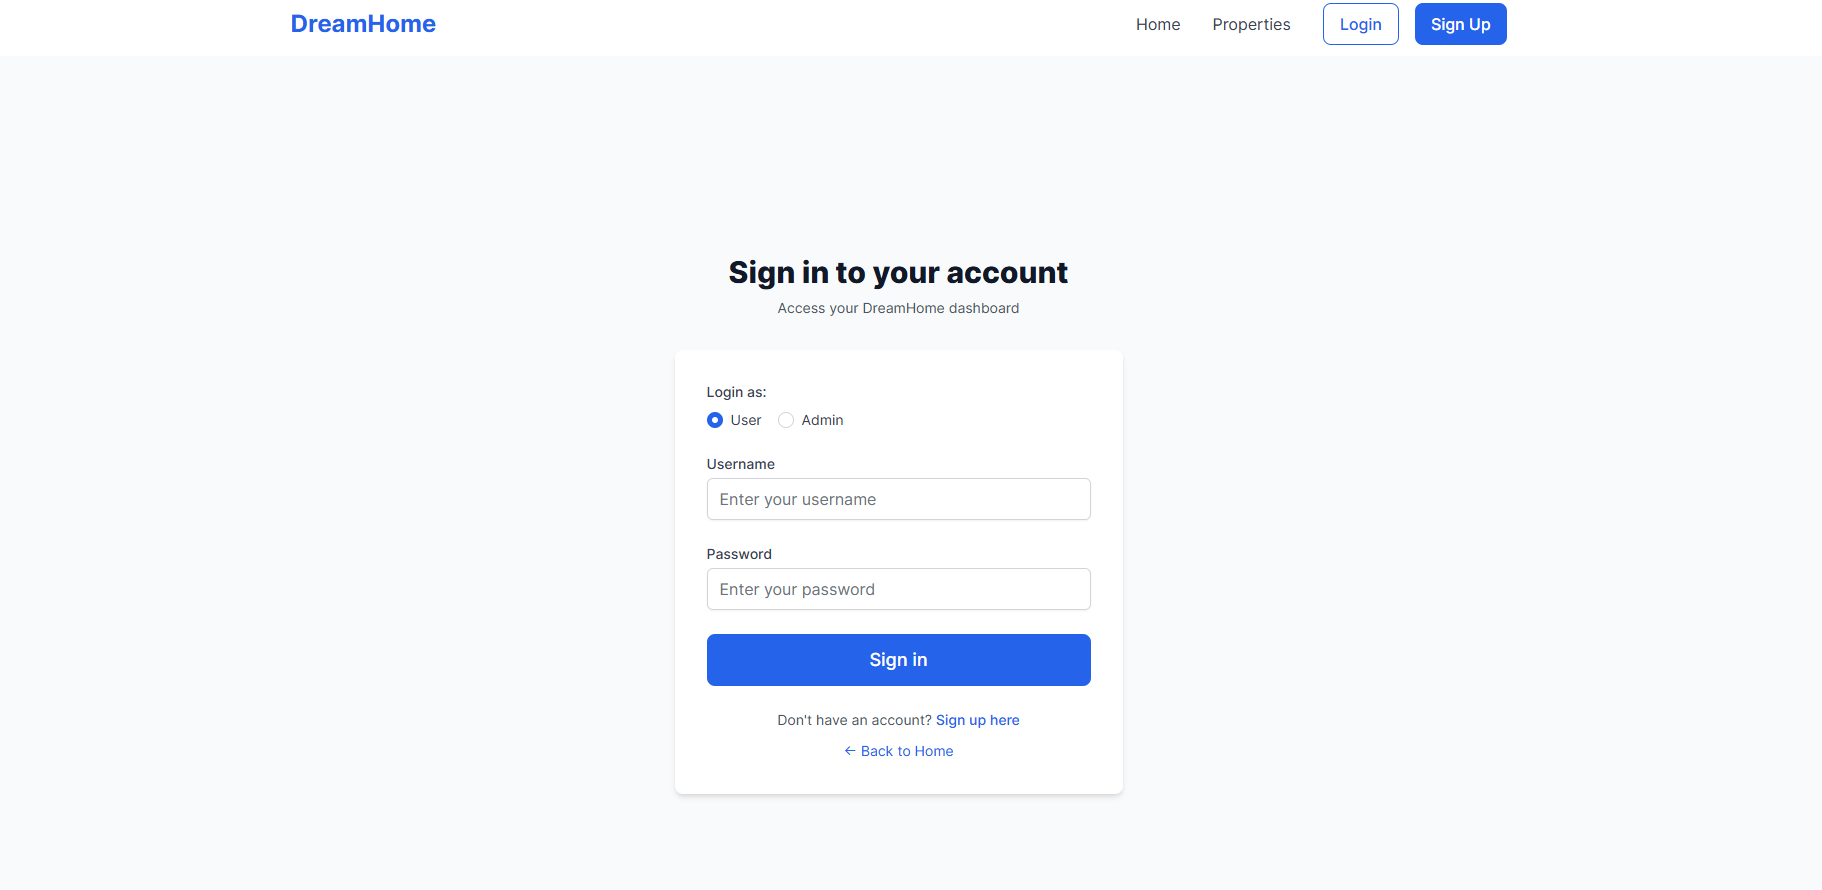 DreamHome Home Properties Login Sign Up
Sign in to your account
Access your DreamHome dashboard
Login as:
User Admin
Username
Enter your username
Password
Enter your password
Sign in
Don't have an account? Sign up here
← Back to Home